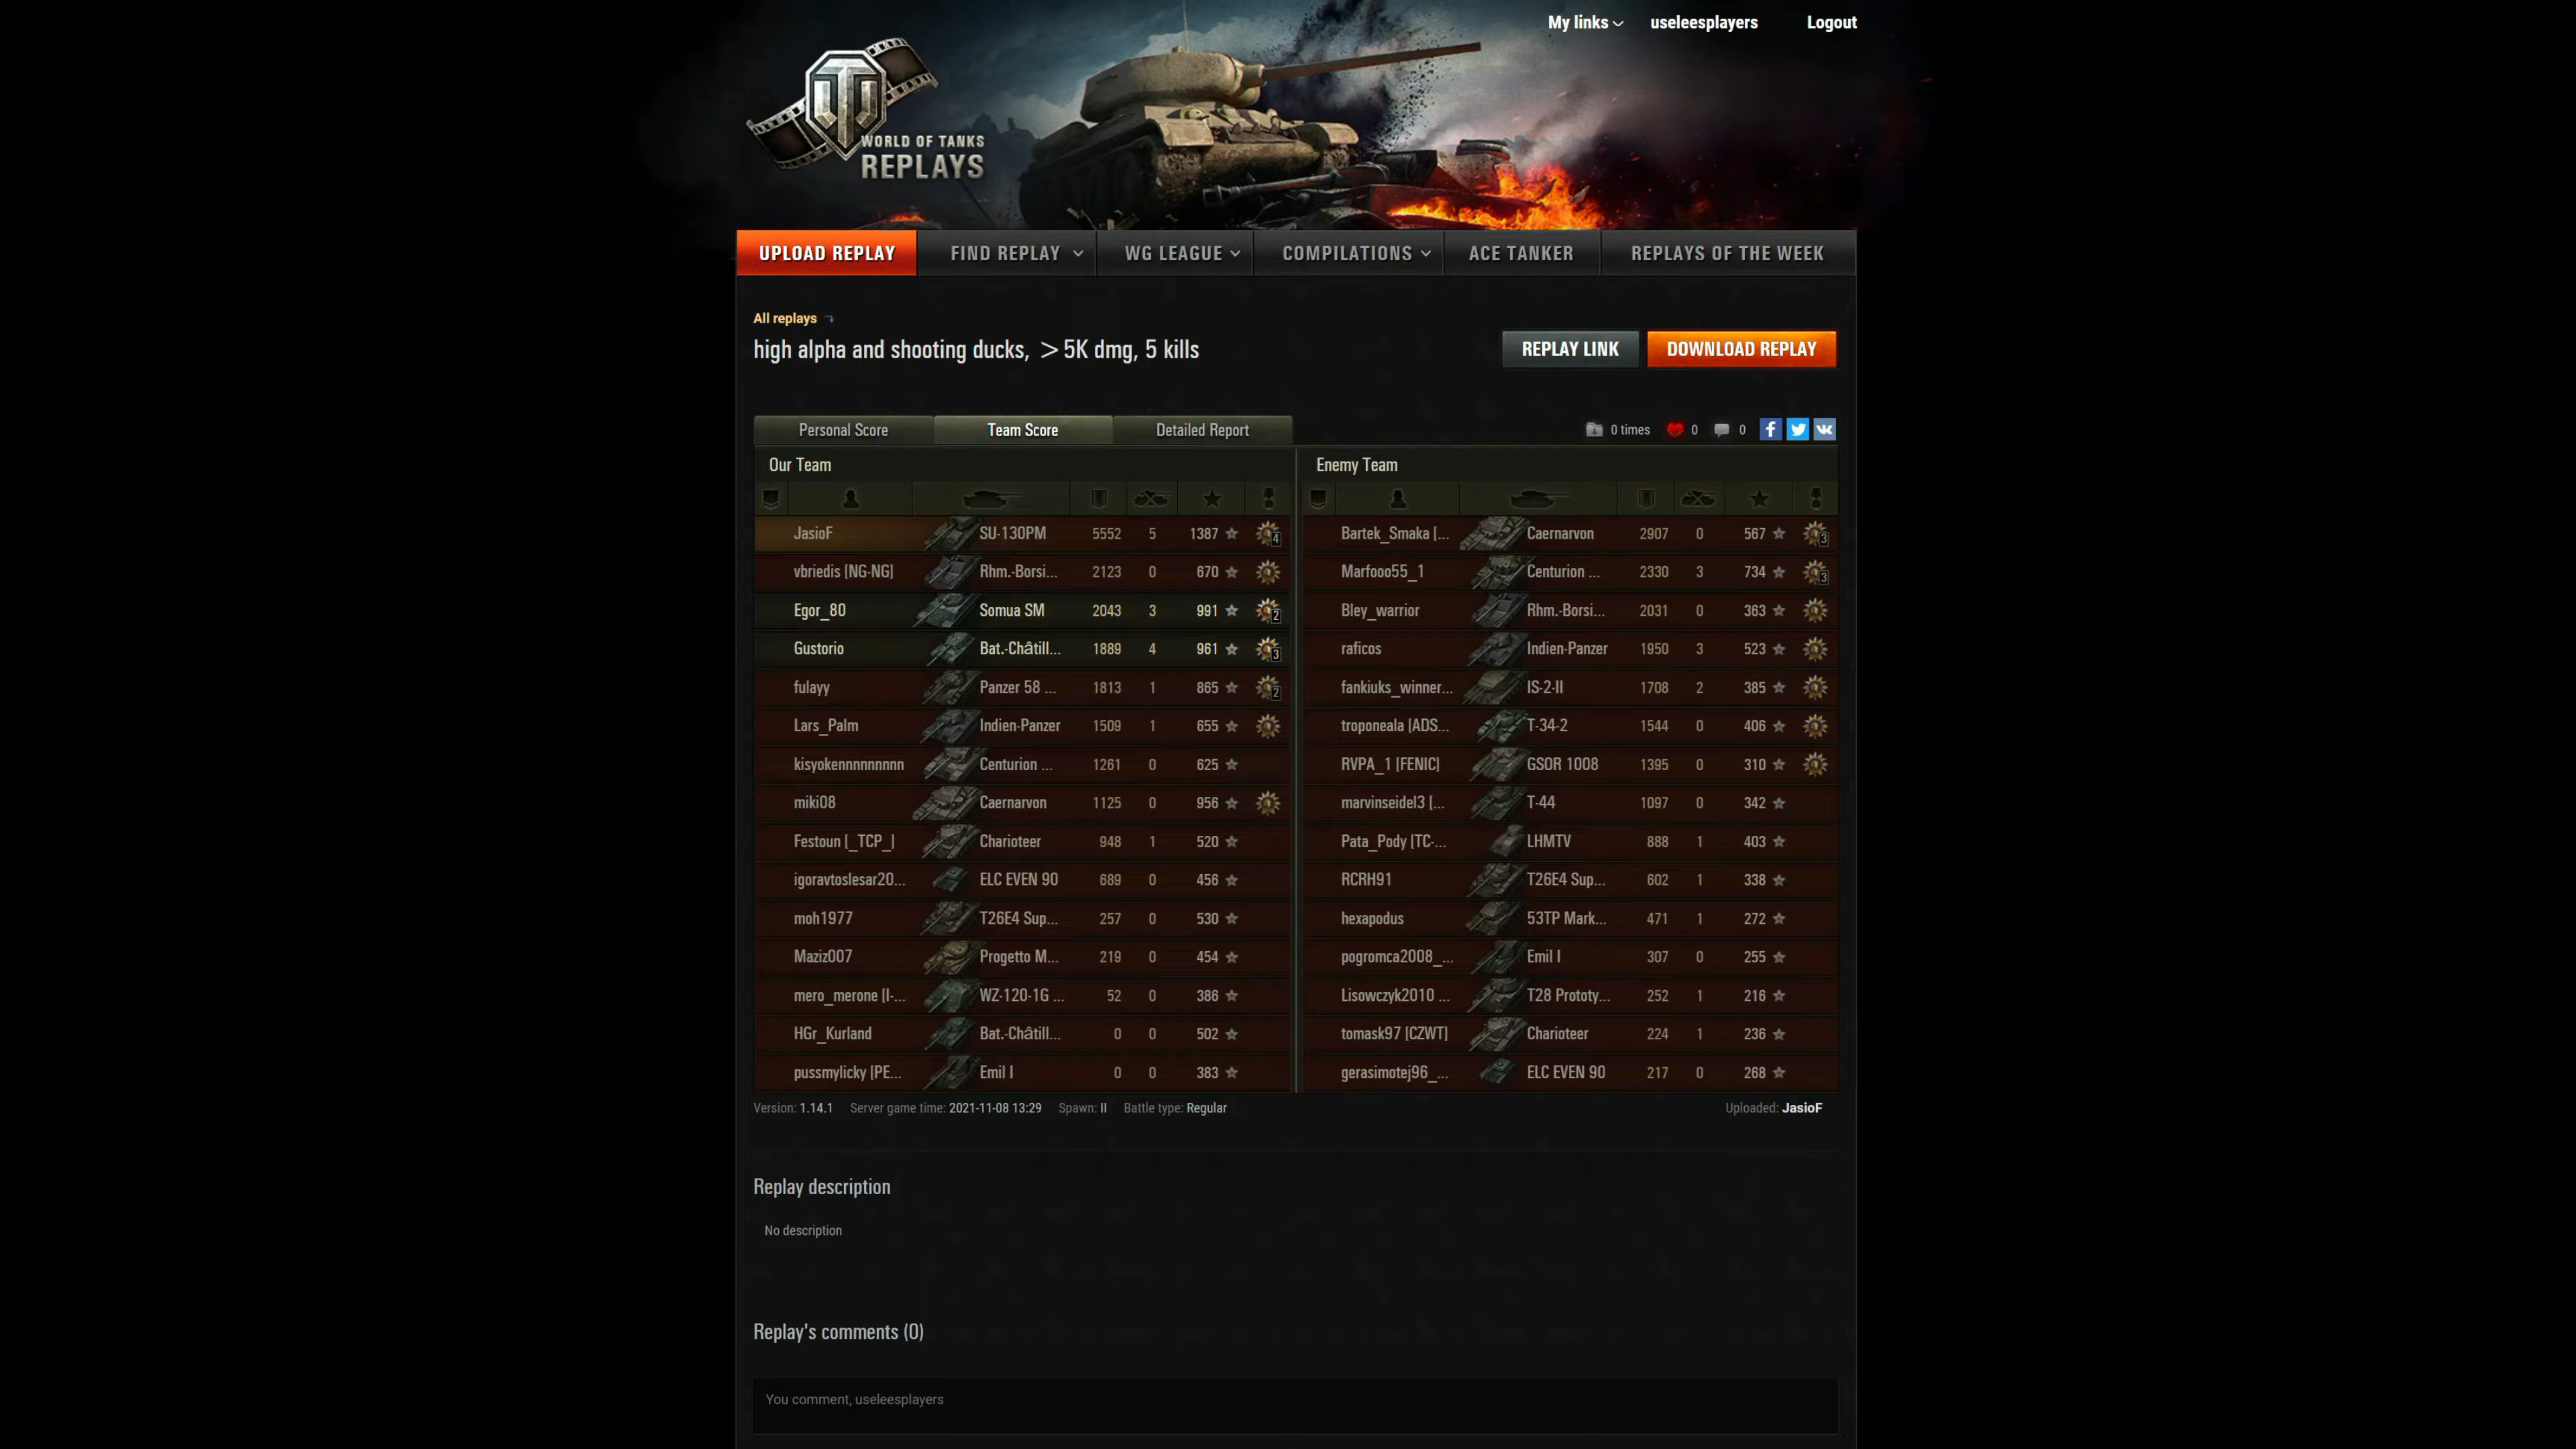 My links useleesplayers Logout
WORLD OF TANKS
REPLAYS
UPLOAD REPLAY FIND REPLAY WG LEAGUE COMPILATIONS ACE TANKER REPLAYS OF THE WEEK
All replays
high alpha and shooting ducks, >5K dmg, 5 kills
REPLAY LINK DOWNLOAD REPLAY
Personal Score Team Score Detailed Report 0 times 0 0
Our Team Enemy Team
JasioF SU-130PM 5552 5 1387 4 Bartek_Smaka [... Caernarvon 2907 0 567 3
vbriedis [NG-NG] Rhm.-Borsi... 2123 0 670 Marfooo55_1 Centurion ... 2330 3 734 3
Egor_80 Somua SM 2043 3 991 2 Bley_warrior Rhm.-Borsi... 2031 0 363
Gustorio Bat.-Châtill... 1889 4 961 3 raficos Indien-Panzer 1950 3 523
fulayy Panzer 58 ... 1813 1 865 2 fankiuks_winner... IS-2-II 1708 2 385
Lars_Palm Indien-Panzer 1509 1 655 troponeala [ADS... T-34-2 1544 0 406
kisyokennnnnnnnn Centurion ... 1261 0 625 RVPA_1 [FENIC] GSOR 1008 1395 0 310
miki08 Caernarvon 1125 0 956 marvinseidel3 [... T-44 1097 0 342
Festoun [_TCP_] Charioteer 948 1 520 Pata_Pody [TC-... LHMTV 888 1 403
igoravtoslesar20... ELC EVEN 90 689 0 456 RCRH91 T26E4 Sup... 602 1 338
moh1977 T26E4 Sup... 257 0 530 hexapodus 53TP Mark... 471 1 272
Maziz007 Progetto M... 219 0 454 pogromca2008_... Emil I 307 0 255
mero_merone [I-... WZ-120-1G ... 52 0 386 Lisowczyk2010 ... T28 Prototy... 252 1 216
HGr_Kurland Bat.-Châtill... 0 0 502 tomask97 [CZWT] Charioteer 224 1 236
pussmylicky [PE... Emil I 0 0 383 gerasimotej96_... ELC EVEN 90 217 0 268
Version: 1.14.1 Server game time: 2021-11-08 13:29 Spawn: II Battle type: Regular Uploaded: JasioF
Replay description
No description
Replay's comments (0)
You comment, useleesplayers